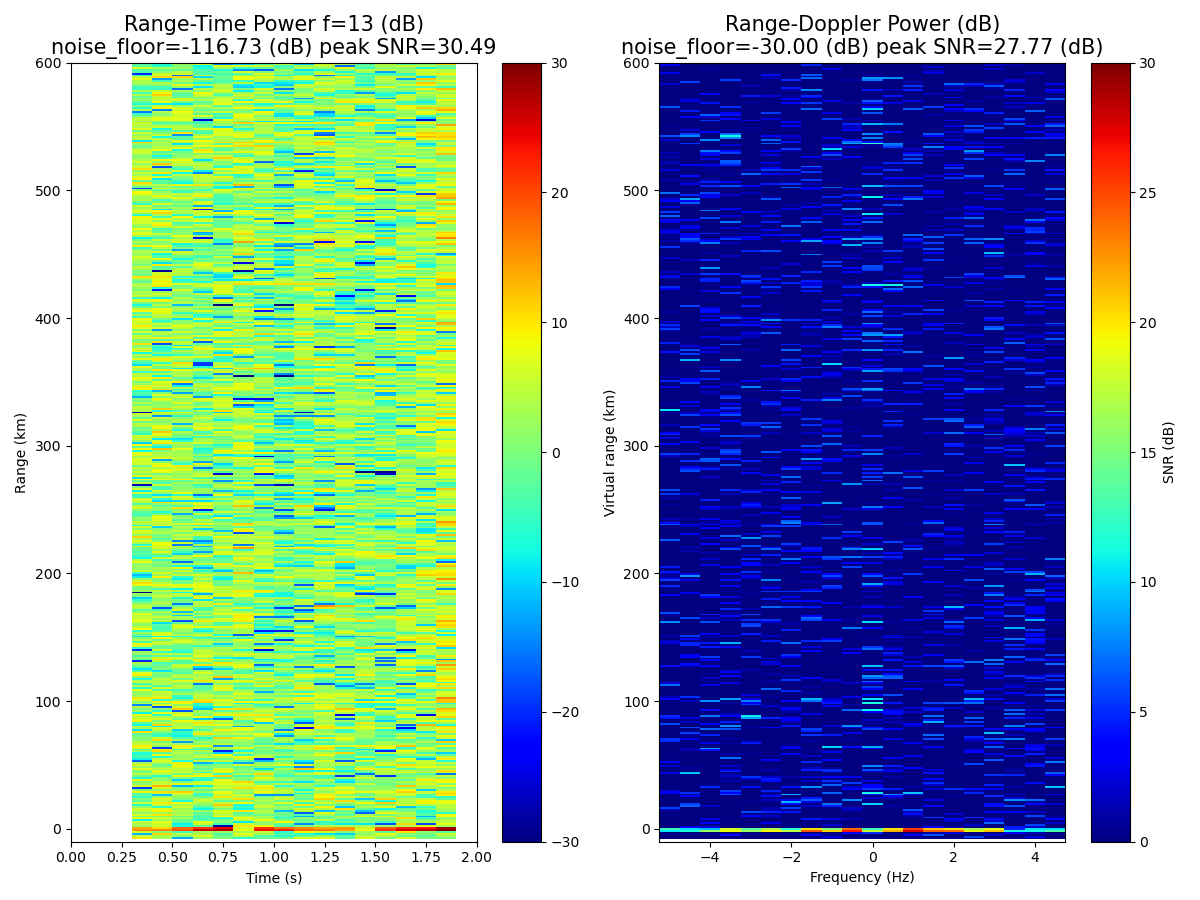 Range-Time Power f=13 (dB)
noise_floor=-116.73 (dB) peak SNR=30.49
Range-Doppler Power (dB)
noise_floor=-30.00 (dB) peak SNR=27.77 (dB)
600
500
400
300
200
100
0
Range (km)
0.00 0.25 0.50 0.75 1.00 1.25 1.50 1.75 2.00
Time (s)
30
20
10
0
−10
−20
−30
600
500
400
300
200
100
0
Virtual range (km)
−4 −2 0 2 4
Frequency (Hz)
30
25
20
15
10
5
0
SNR (dB)